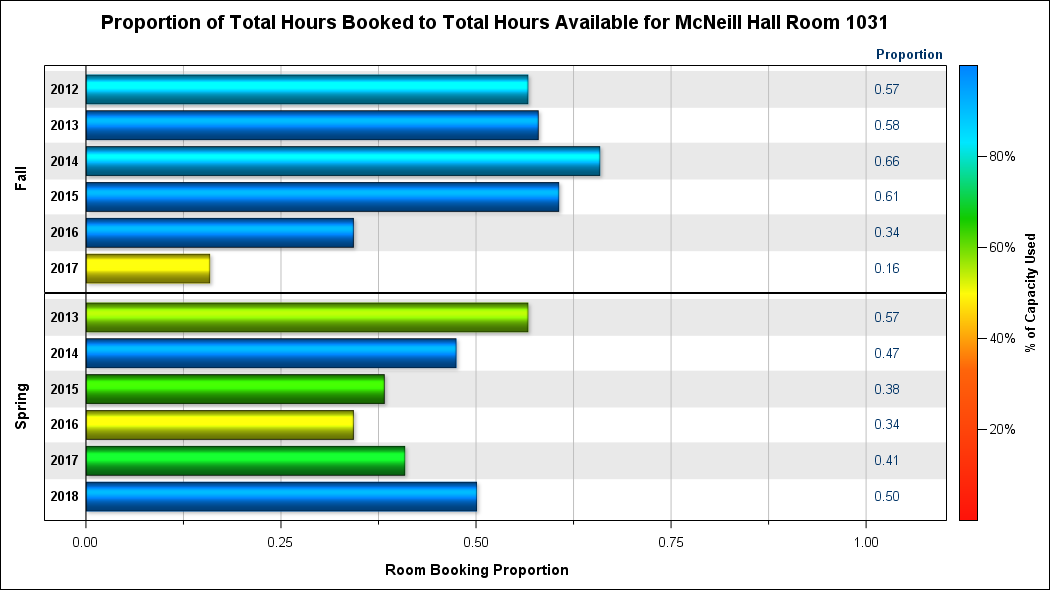 Proportion of Total Hours Booked to Total Hours Available for McNeill Hall Room 1031
Proportion
Fall
2012 0.57
2013 0.58
2014 0.66
2015 0.61
2016 0.34
2017 0.16
Spring
2013 0.57
2014 0.47
2015 0.38
2016 0.34
2017 0.41
2018 0.50
0.00 0.25 0.50 0.75 1.00
Room Booking Proportion
80%
60%
40%
20%
% of Capacity Used